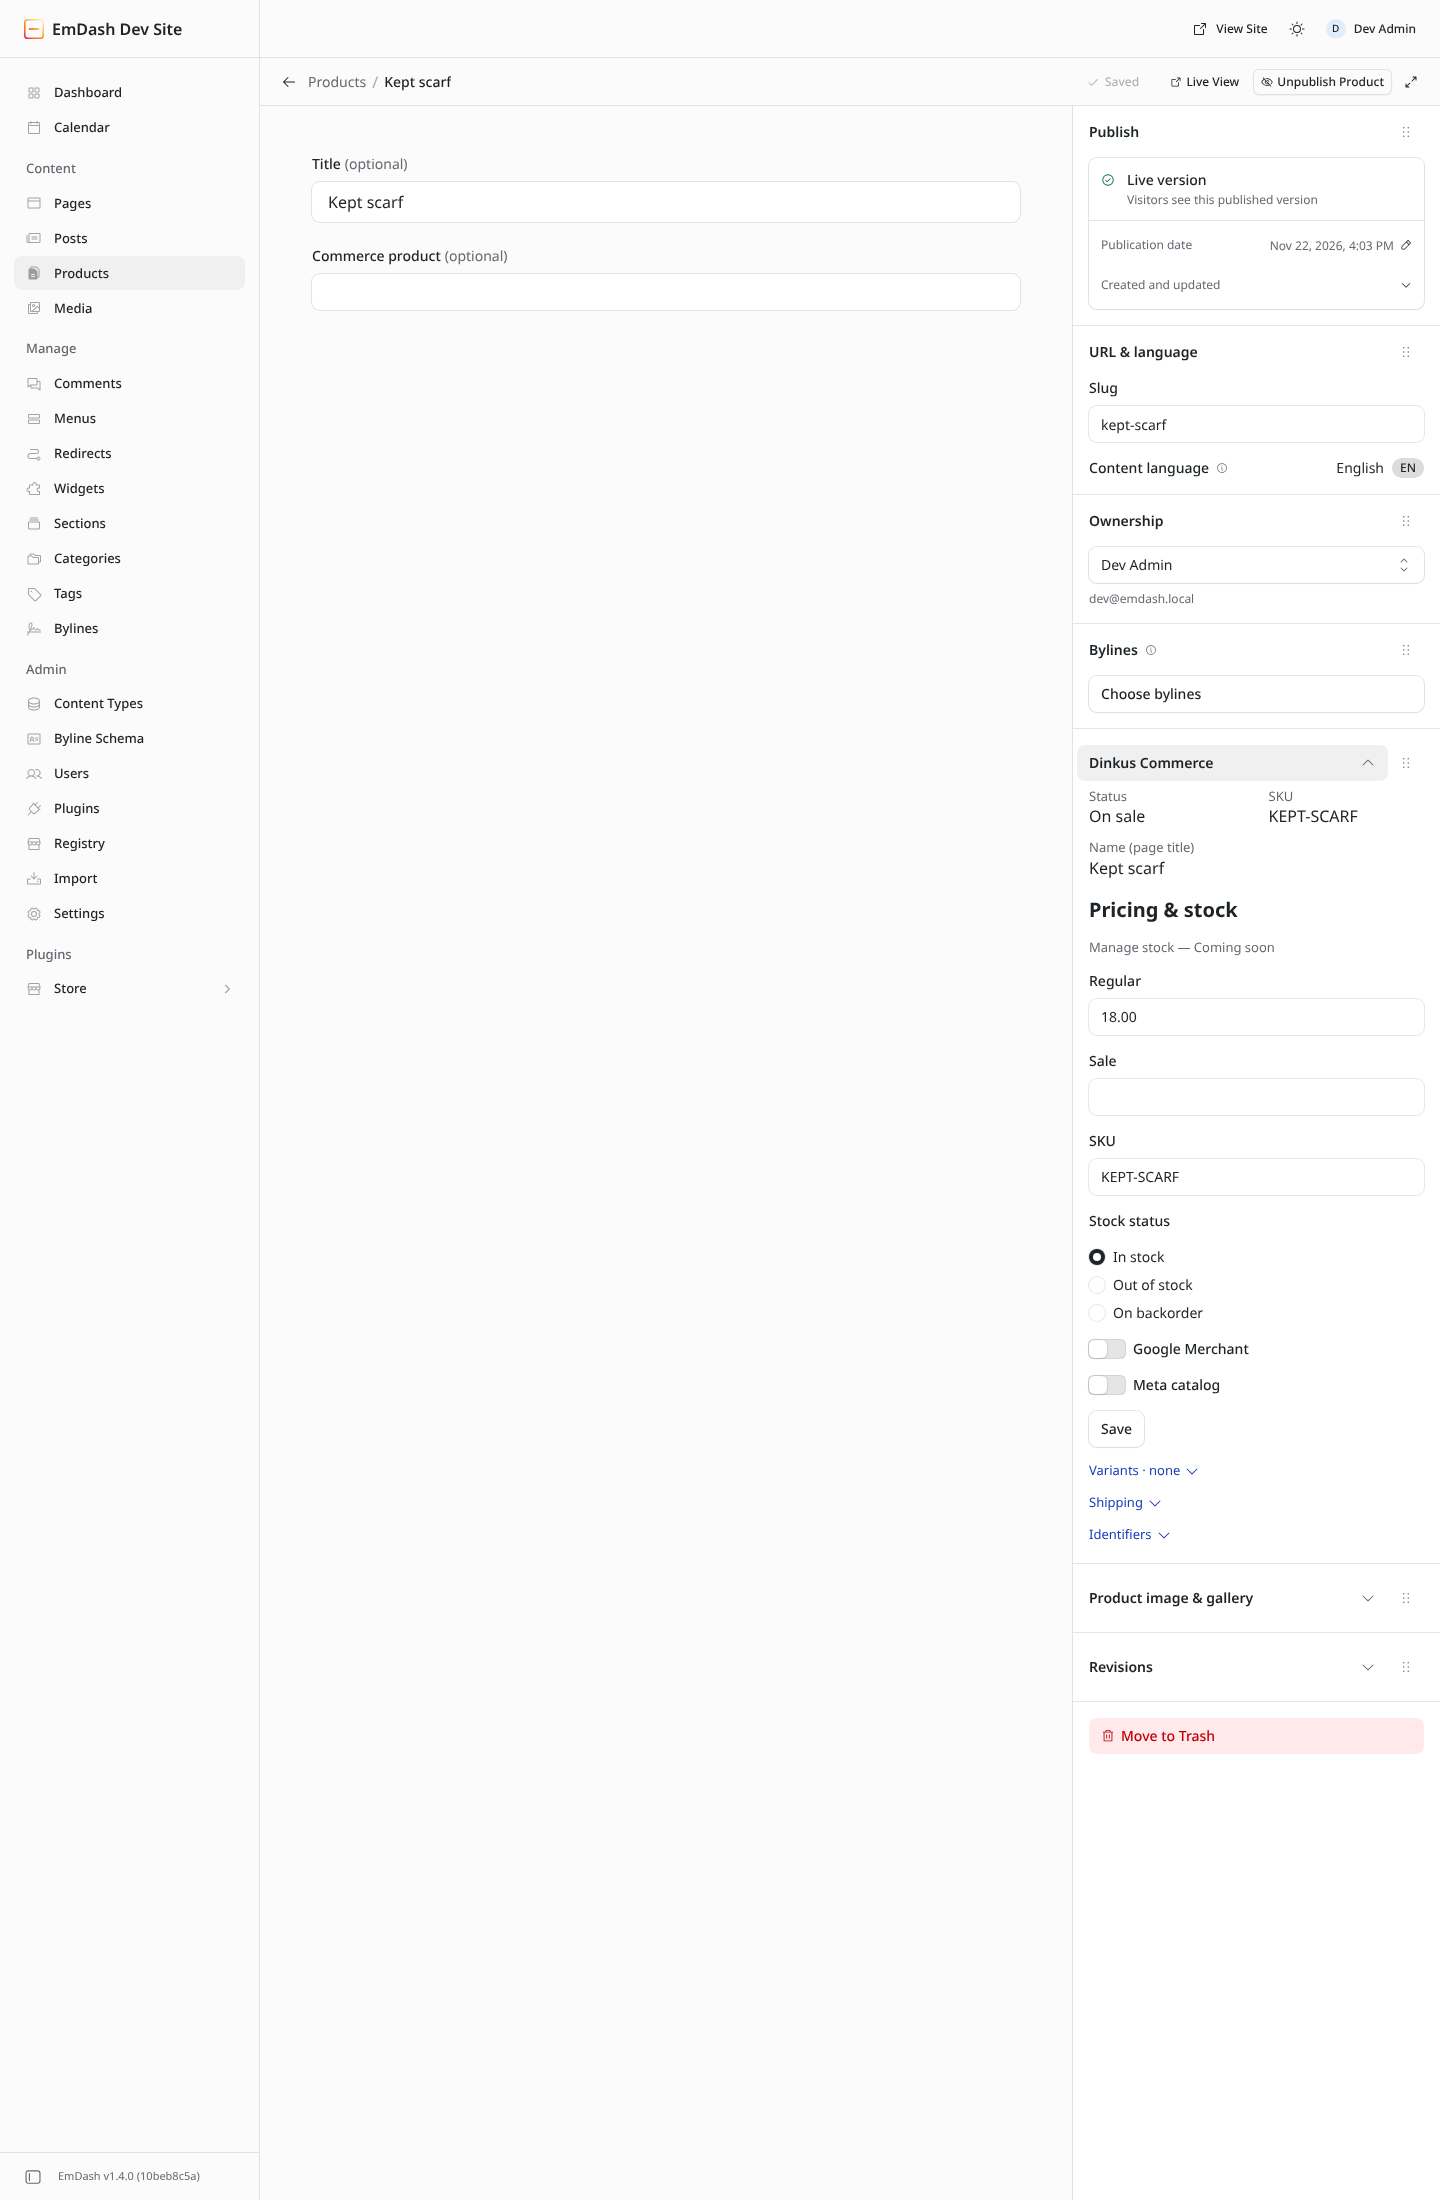 EmDash Dev Site
View Site
D
Dev Admin
Dashboard
Calendar
Content
Pages
Posts
Products
Media
Manage
Comments
Menus
Redirects
Widgets
Sections
Categories
Tags
Bylines
Admin
Content Types
Byline Schema
Users
Plugins
Registry
Import
Settings
Plugins
Store
EmDash v1.4.0 (10beb8c5a)
Products / Kept scarf
Saved
Live View
Unpublish Product
Title (optional)
Kept scarf
Commerce product (optional)
Publish
Live version
Visitors see this published version
Publication date
Nov 22, 2026, 4:03 PM
Created and updated
URL & language
Slug
kept-scarf
Content language
English
EN
Ownership
Dev Admin
dev@emdash.local
Bylines
Choose bylines
Dinkus Commerce
Status
SKU
On sale
KEPT-SCARF
Name (page title)
Kept scarf
Pricing & stock
Manage stock — Coming soon
Regular
18.00
Sale
SKU
KEPT-SCARF
Stock status
In stock
Out of stock
On backorder
Google Merchant
Meta catalog
Save
Variants · none
Shipping
Identifiers
Product image & gallery
Revisions
Move to Trash